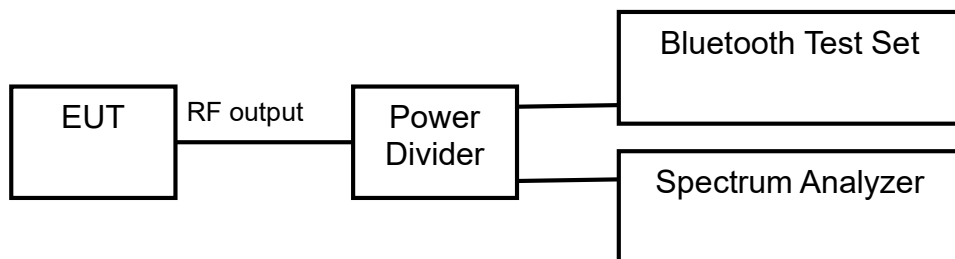 EUT
RF output
Power
Divider
Bluetooth Test Set
Spectrum Analyzer